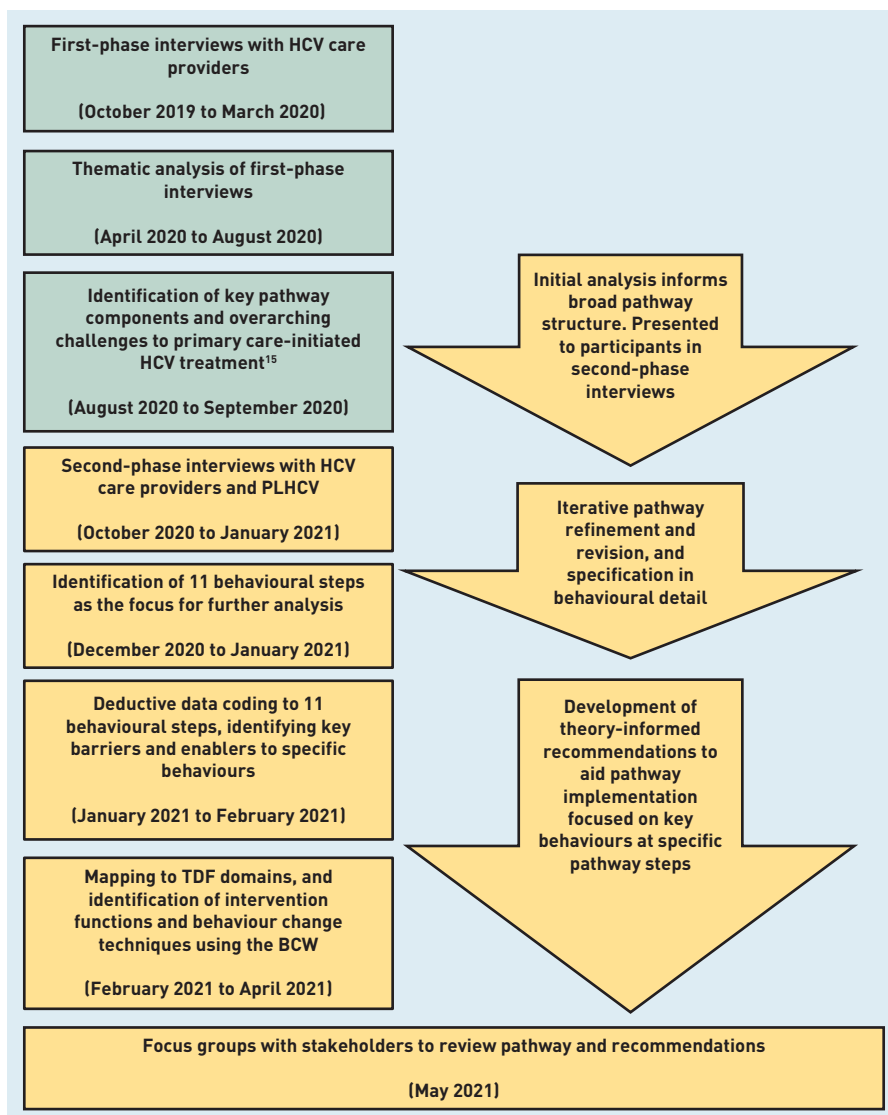 First-phase interviews with HCV care
providers
(October 2019 to March 2020)
Thematic analysis of first-phase
interviews
(April 2020 to August 2020)
Identification of key pathway
components and overarching
challenges to primary care-initiated
HCV treatment¹⁵
(August 2020 to September 2020)
Initial analysis informs
broad pathway
structure. Presented
to participants in
second-phase
interviews
Second-phase interviews with HCV
care providers and PLHCV
(October 2020 to January 2021)
Identification of 11 behavioural steps
as the focus for further analysis
(December 2020 to January 2021)
Iterative pathway
refinement and
revision, and
specification in
behavioural detail
Deductive data coding to 11
behavioural steps, identifying key
barriers and enablers to specific
behaviours
(January 2021 to February 2021)
Mapping to TDF domains, and
identification of intervention
functions and behaviour change
techniques using the BCW
(February 2021 to April 2021)
Development of
theory-informed
recommendations to
aid pathway
implementation
focused on key
behaviours at specific
pathway steps
Focus groups with stakeholders to review pathway and recommendations
(May 2021)